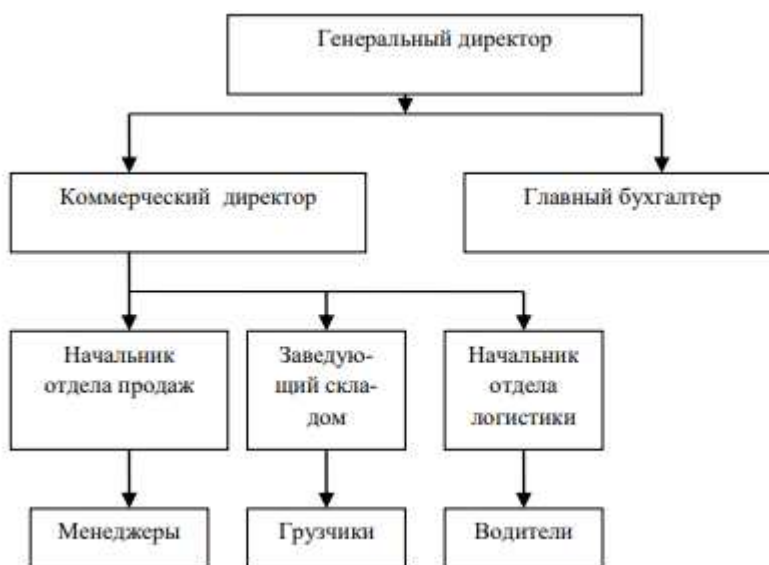 Генеральный директор
Коммерческий директор
Главный бухгалтер
Начальник
отдела продаж
Заведую-
щий скла-
дом
Начальник
отдела
логистики
Менеджеры
Грузчики
Водители